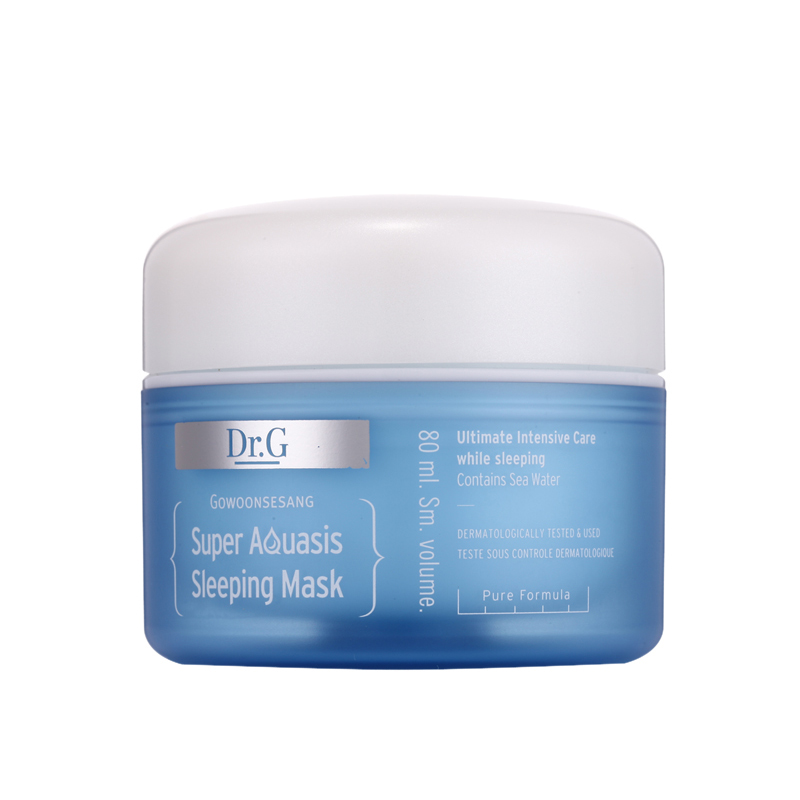 Dr.G
GOWOONSESANG
Super Aquasis
Sleeping Mask
80 ml. Sm. volume.
Ultimate Intensive Care
while sleeping
Contains Sea Water
DERMATOLOGICALLY TESTED & USED
TESTE SOUS CONTROLE DERMATOLOGIQUE
Pure Formula